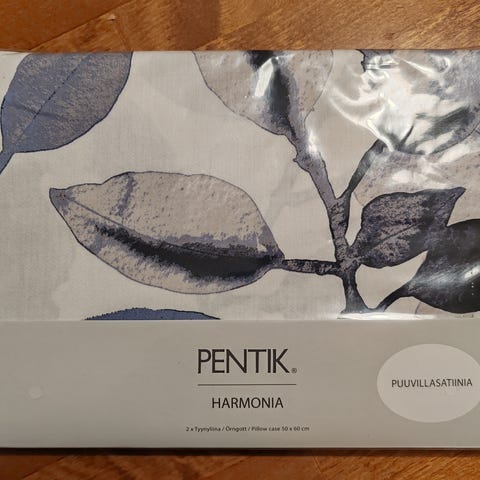 PENTIK®
HARMONIA
2 x Tyynyliina / Örngott / Pillow case 50 x 60 cm
PUUVILLASATIINIA